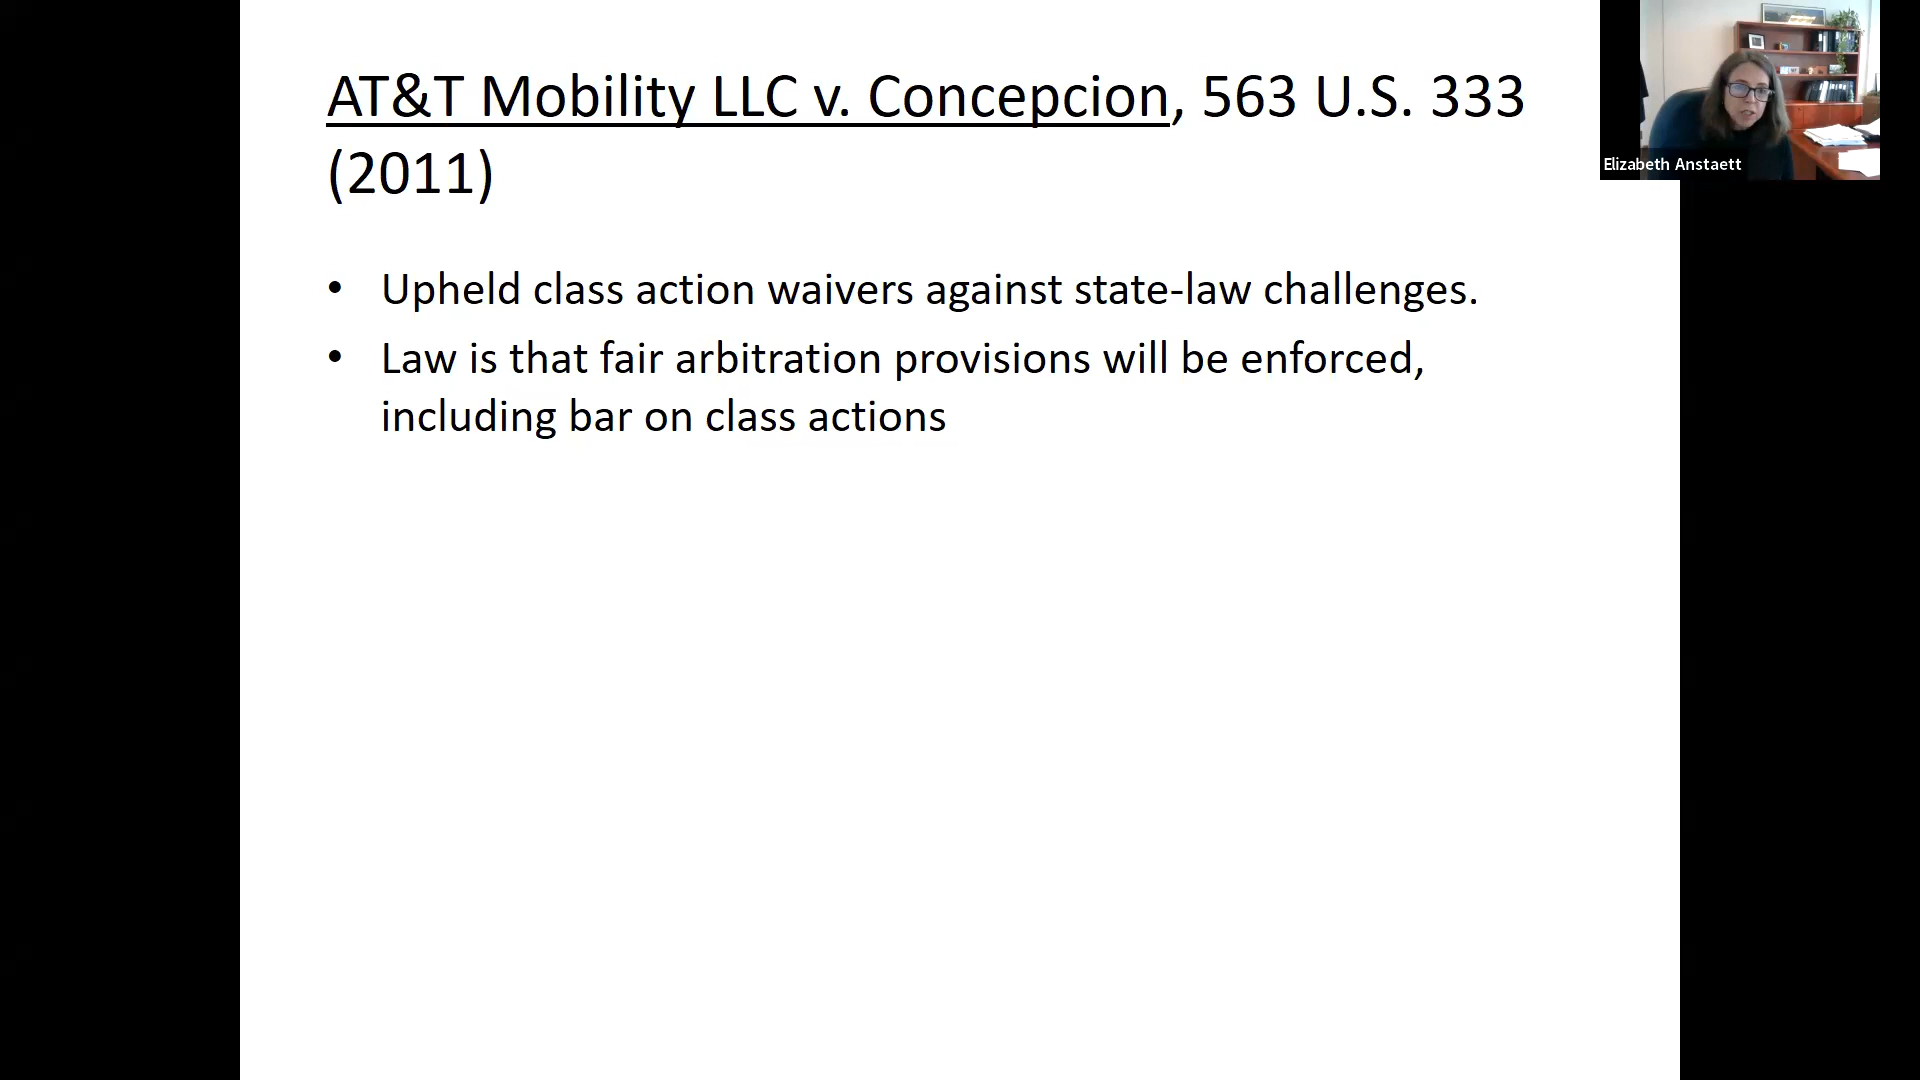 AT&T Mobility LLC v. Concepcion, 563 U.S. 333
(2011)
• Upheld class action waivers against state-law challenges.
• Law is that fair arbitration provisions will be enforced,
including bar on class actions
Elizabeth Anstaett